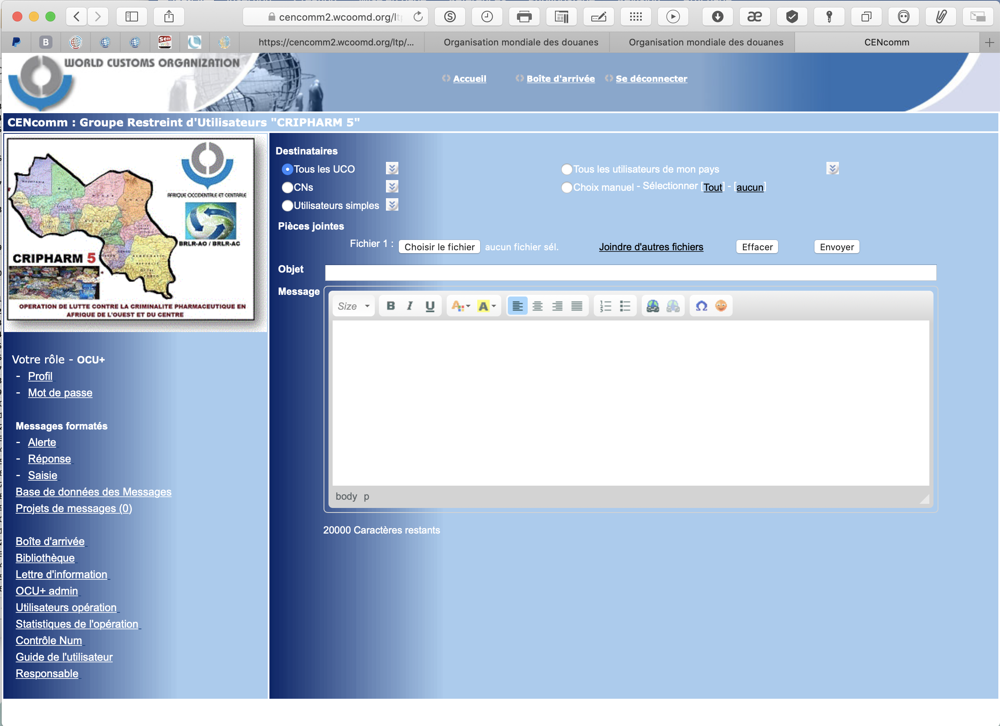 cencomm2.wcoomd.org/lt
https://cencomm2.wcoomd.org/ltp/...
Organisation mondiale des douanes
Organisation mondiale des douanes
CENcomm
WORLD CUSTOMS ORGANIZATION
Accueil
Boîte d'arrivée
Se déconnecter
CENcomm : Groupe Restreint d'Utilisateurs "CRIPHARM 5"
AFRIQUE OCCIDENTALE ET CENTRALE
BRLR-AO / BRLR-AC
CRIPHARM 5
OPERATION DE LUTTE CONTRE LA CRIMINALITE PHARMACEUTIQUE EN
AFRIQUE DE L'OUEST ET DU CENTRE
Votre rôle - OCU+
- Profil
- Mot de passe
Messages formatés
- Alerte
- Réponse
- Saisie
Base de données des Messages
Projets de messages (0)
Boîte d'arrivée
Bibliothèque
Lettre d'information
OCU+ admin
Utilisateurs opération
Statistiques de l'opération
Contrôle Num
Guide de l'utilisateur
Responsable
Destinataires
Tous les UCO
Tous les utilisateurs de mon pays
CNs
Choix manuel - Sélectionner [Tout] - [aucun]
Utilisateurs simples
Pièces jointes
Fichier 1 : Choisir le fichier aucun fichier sél. Joindre d'autres fichiers Effacer Envoyer
Objet
Message
Size
body p
20000 Caractères restants